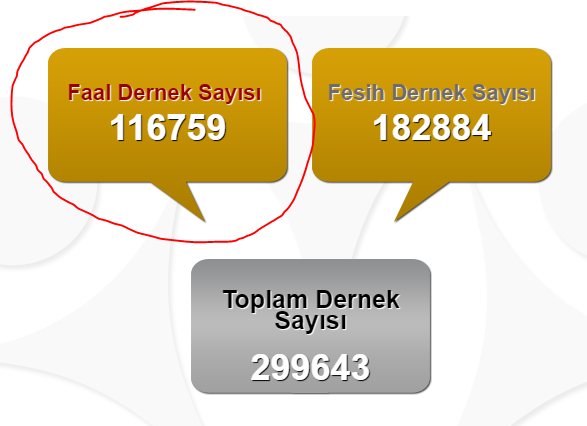 Faal Dernek Sayısı
116759
Fesih Dernek Sayısı
182884
Toplam Dernek
Sayısı
299643